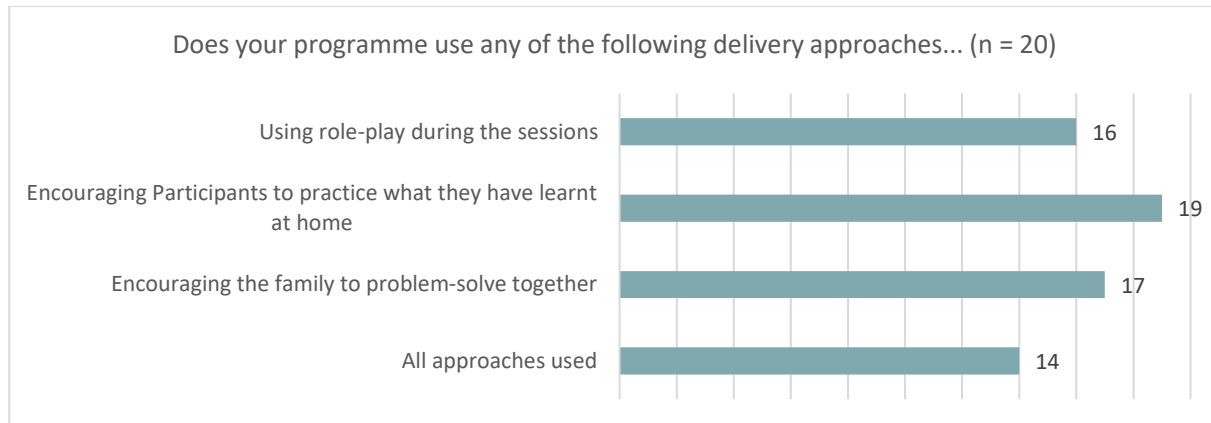 Does your programme use any of the following delivery approaches... (n = 20)
Using role-play during the sessions
16
Encouraging Participants to practice what they have learnt
at home
19
Encouraging the family to problem-solve together
17
All approaches used
14